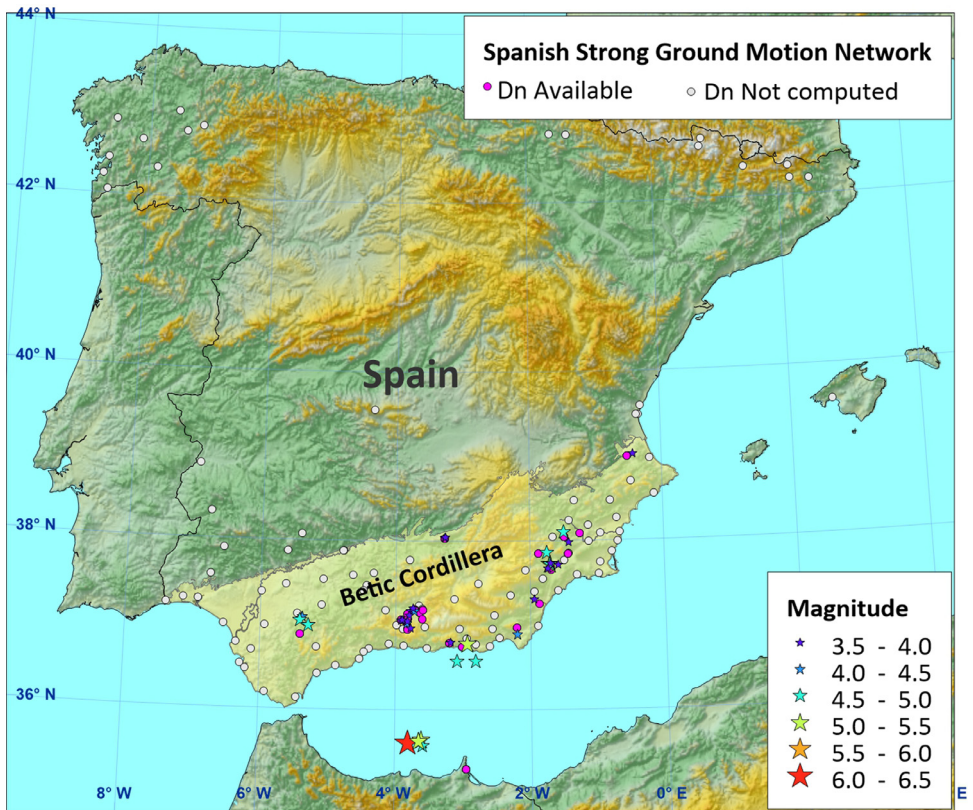 44° N
Spanish Strong Ground Motion Network
Dn Available
Dn Not computed
42° N
40° N
Spain
38° N
Betic Cordillera
36° N
Magnitude
3.5 - 4.0
4.0 - 4.5
4.5 - 5.0
5.0 - 5.5
5.5 - 6.0
6.0 - 6.5
8° W
6° W
4° W
2° W
0° E
E